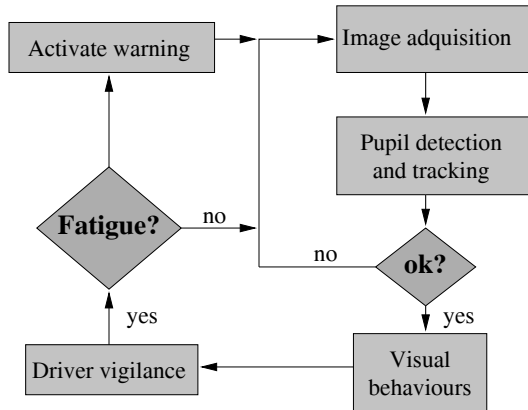 Activate warning
Image adquisition
Pupil detection
and tracking
Fatigue?
no
no
ok?
yes
yes
Driver vigilance
Visual
behaviours